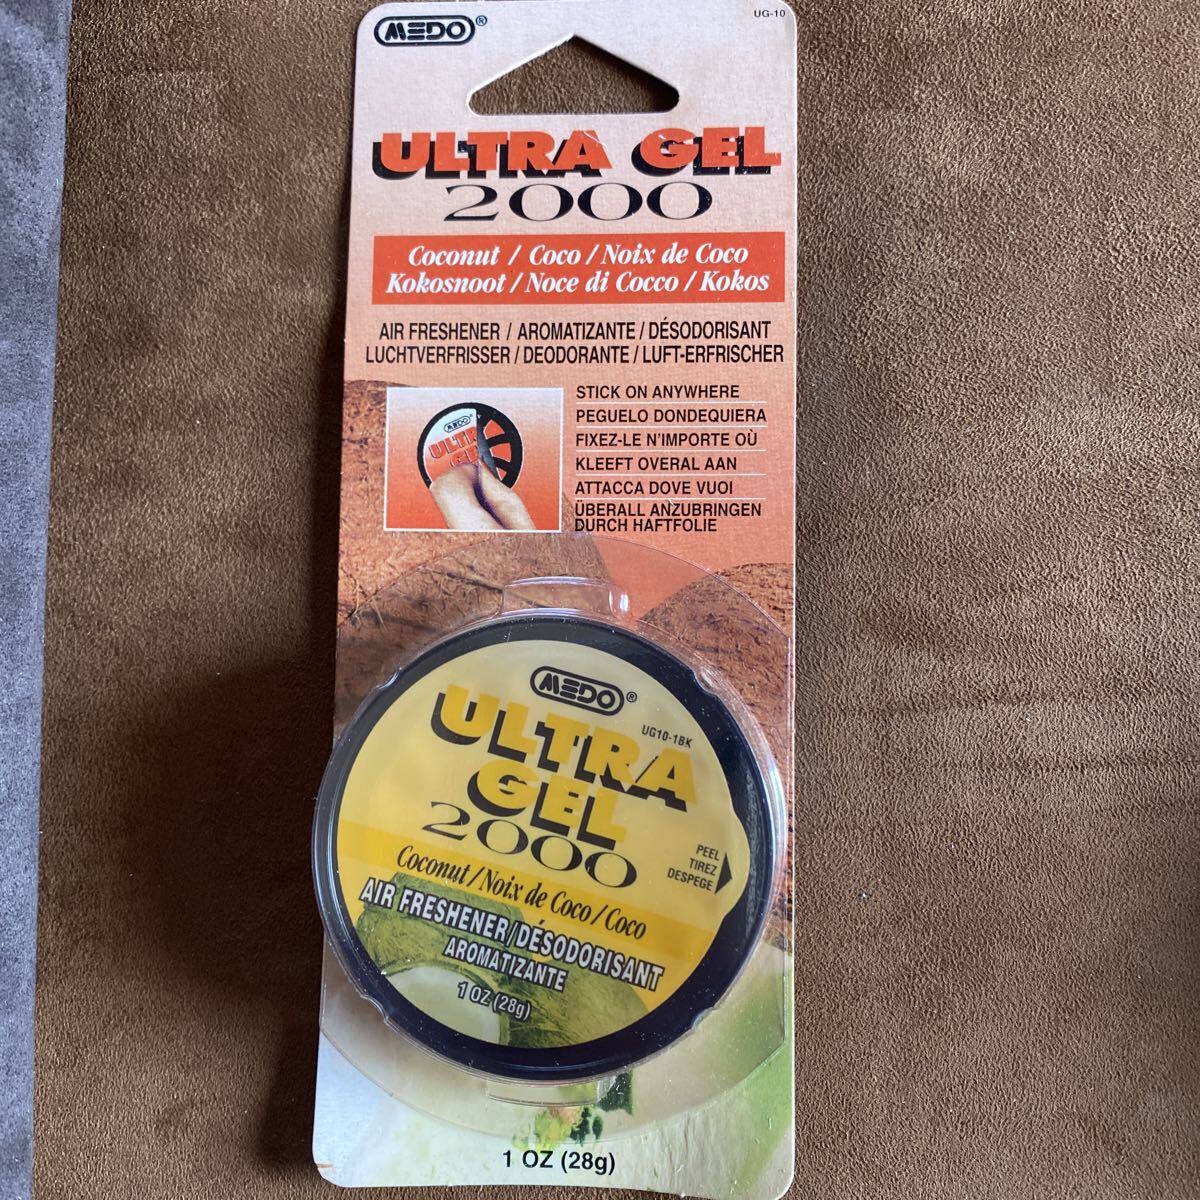 MEDO®
UG-10
ULTRA GEL
2000
Coconut / Coco / Noix de Coco
Kokosnoot / Noce di Cocco / Kokos
AIR FRESHENER / AROMATIZANTE / DÉSODORISANT
LUCHTVERFRISSER / DEODORANTE / LUFT-ERFRISCHER
STICK ON ANYWHERE
PEGUELO DONDEQUIERA
FIXEZ-LE N'IMPORTE OÙ
KLEEFT OVERAL AAN
ATTACCA DOVE VUOI
ÜBERALL ANZUBRINGEN
DURCH HAFTFOLIE
MEDO®
ULTR
GE
MEDO®
UG10-1BK
ULTRA
GEL
2000
PEEL
TIREZ
DESPEGE
Coconut / Noix de Coco / Coco
AIR FRESHENER/DÉSODORISANT
AROMATIZANTE
1 OZ (28g)
1 OZ (28g)